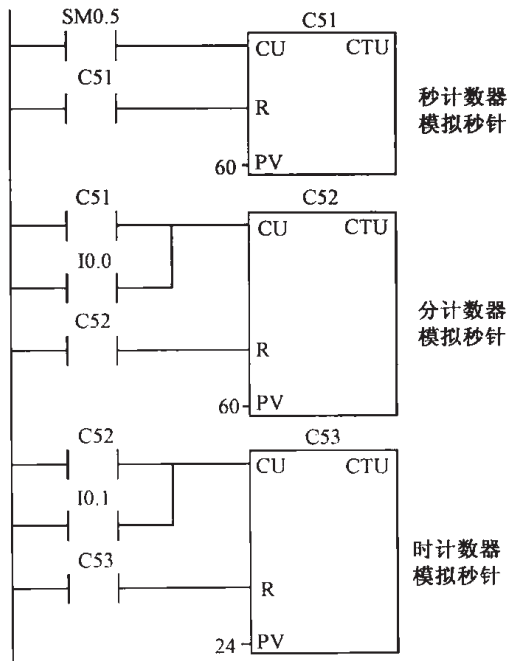 SM0.5
C51
CU CTU
C51
R
60 PV
秒计数器
模拟秒针
C51
C52
CU CTU
I0.0
C52
R
60 PV
分计数器
模拟秒针
C52
C53
CU CTU
I0.1
C53
R
24 PV
时计数器
模拟秒针